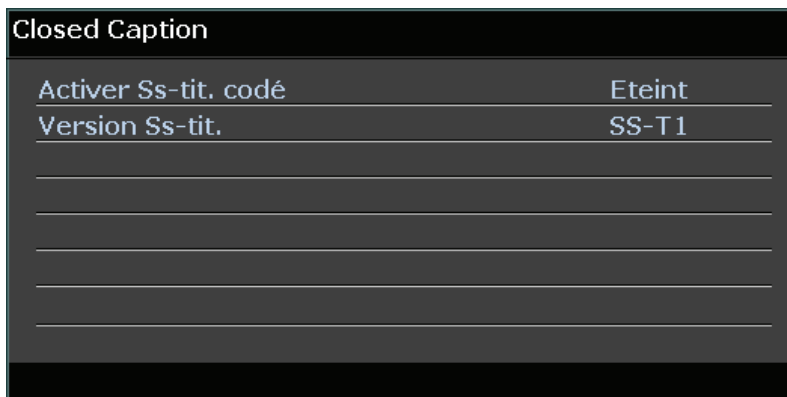 Closed Caption
Activer Ss-tit. codé Eteint
Version Ss-tit. SS-T1